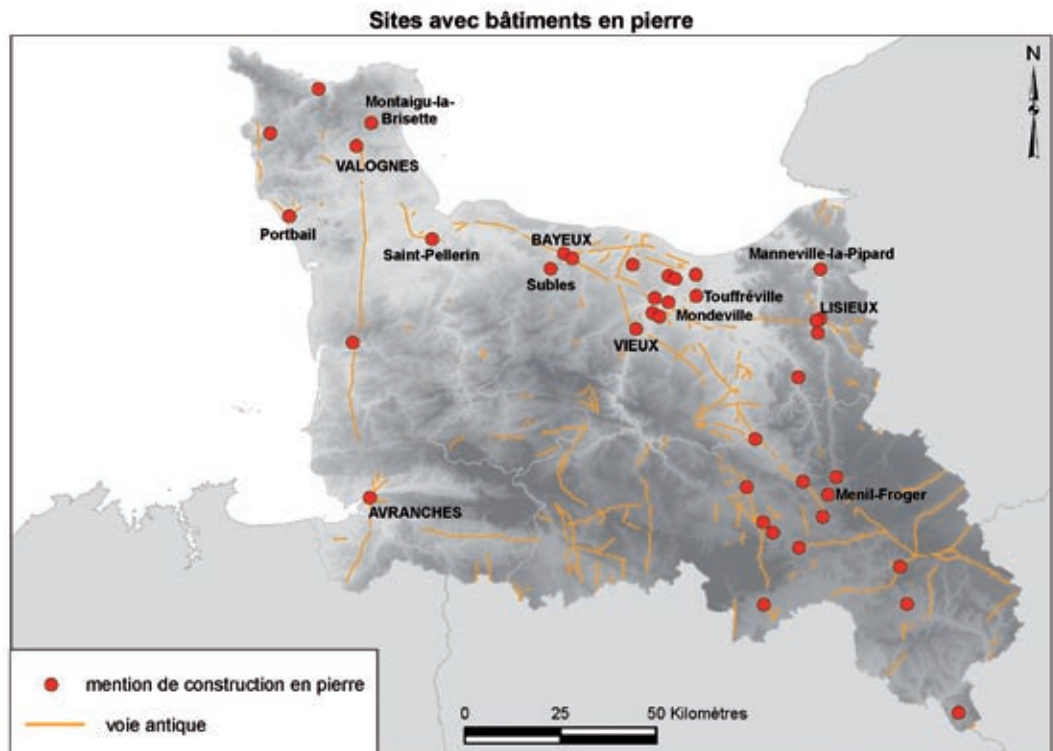 Sites avec bâtiments en pierre
N
Montaigu-la-
Brisette
VALOGNES
Portbail
Saint-Pellerin
BAYEUX
Subles
Manneville-la-Pipard
Touffréville
LISIEUX
Mondeville
VIEUX
Menil-Froger
AVRANCHES
mention de construction en pierre
voie antique
0 25 50 Kilomètres